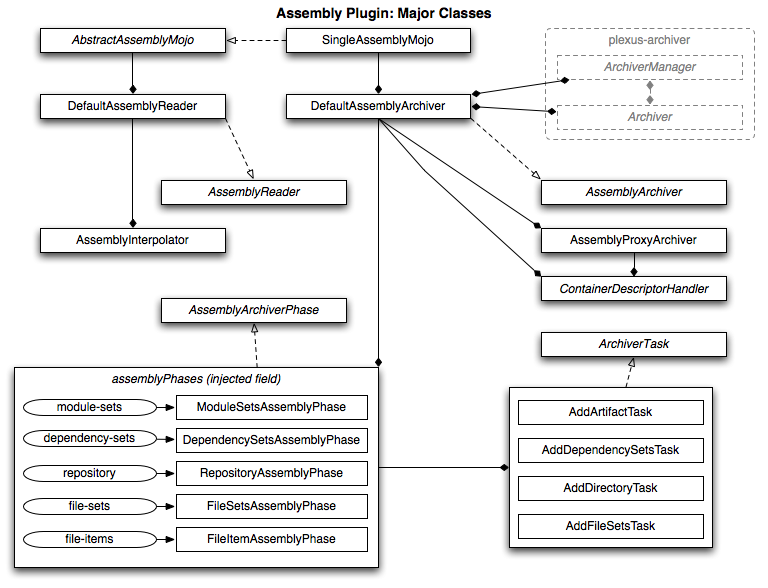 Assembly Plugin: Major Classes
AbstractAssemblyMojo
SingleAssemblyMojo
plexus-archiver
ArchiverManager
DefaultAssemblyReader
DefaultAssemblyArchiver
Archiver
AssemblyReader
AssemblyArchiver
AssemblyInterpolator
AssemblyProxyArchiver
ContainerDescriptorHandler
AssemblyArchiverPhase
ArchiverTask
assemblyPhases (injected field)
module-sets
ModuleSetsAssemblyPhase
dependency-sets
DependencySetsAssemblyPhase
repository
RepositoryAssemblyPhase
file-sets
FileSetsAssemblyPhase
file-items
FileItemAssemblyPhase
AddArtifactTask
AddDependencySetsTask
AddDirectoryTask
AddFileSetsTask